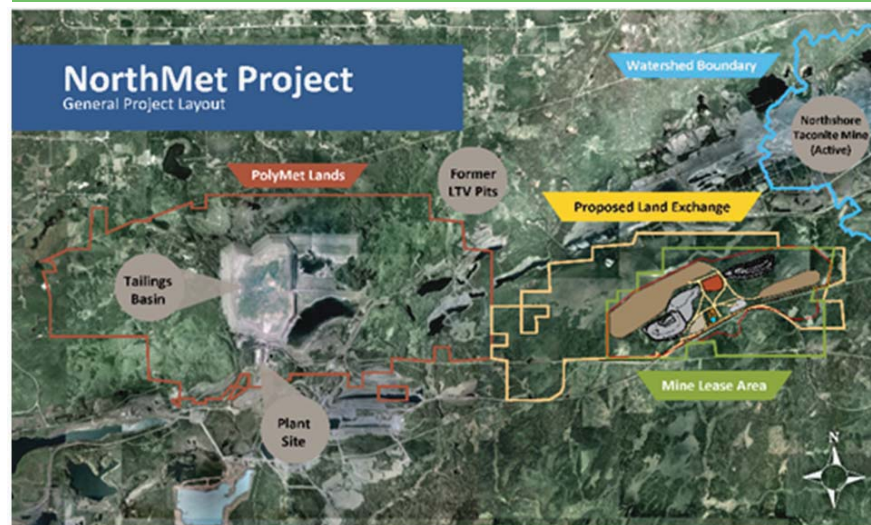 NorthMet Project
General Project Layout
Watershed Boundary
Northshore
Taconite Mine
(Active)
PolyMet Lands
Former
LTV Pits
Proposed Land Exchange
Tailings
Basin
Mine Lease Area
Plant
Site
N